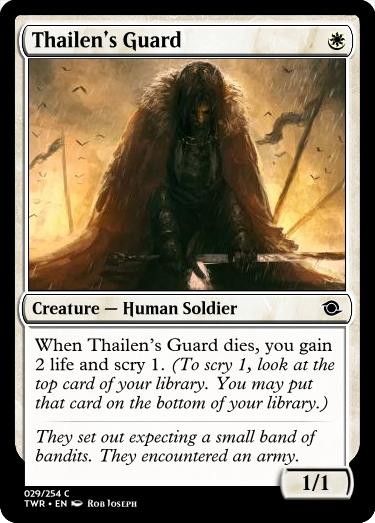 Thailen's Guard
Creature — Human Soldier
When Thailen's Guard dies, you gain
2 life and scry 1. (To scry 1, look at the
top card of your library. You may put
that card on the bottom of your library.)
They set out expecting a small band of
bandits. They encountered an army.
1/1
029/254 C
TWR • EN Rob Joseph